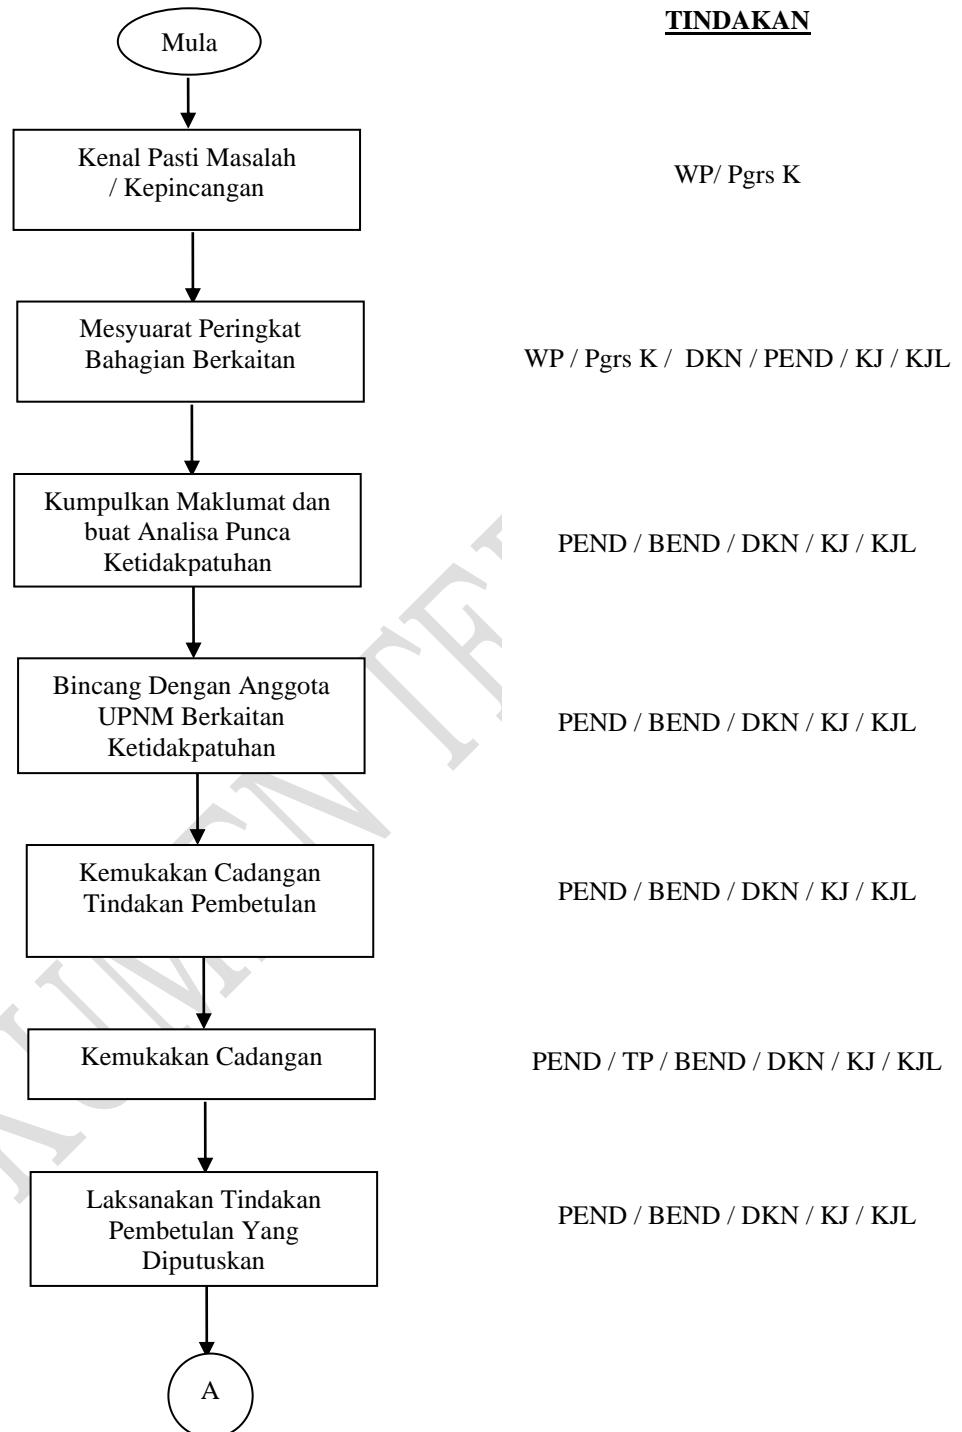 TINDAKAN
Mula
Kenal Pasti Masalah
/ Kepincangan
WP/ Pgrs K
Mesyuarat Peringkat
Bahagian Berkaitan
WP / Pgrs K / DKN / PEND / KJ / KJL
Kumpulkan Maklumat dan
buat Analisa Punca
Ketidakpatuhan
PEND / BEND / DKN / KJ / KJL
Bincang Dengan Anggota
UPNM Berkaitan
Ketidakpatuhan
PEND / BEND / DKN / KJ / KJL
Kemukakan Cadangan
Tindakan Pembetulan
PEND / BEND / DKN / KJ / KJL
Kemukakan Cadangan
PEND / TP / BEND / DKN / KJ / KJL
Laksanakan Tindakan
Pembetulan Yang
Diputuskan
PEND / BEND / DKN / KJ / KJL
A